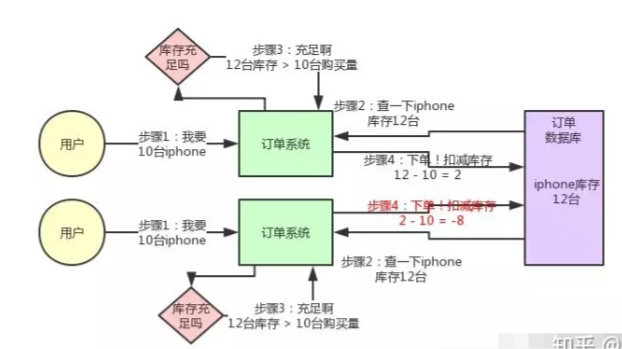 库存充
足吗
步骤3：充足啊
12台库存 > 10台购买量
用户
步骤1：我要
10台iphone
订单系统
步骤2：查一下iphone
库存12台
步骤4：下单！扣减库存
12 - 10 = 2
订单
数据库
iphone库存
12台
用户
步骤1：我要
10台iphone
订单系统
步骤4：下单！扣减库存
2 - 10 = -8
步骤2：查一下iphone
库存12台
库存充
足吗
步骤3：充足啊
12台库存 > 10台购买量
知乎 @